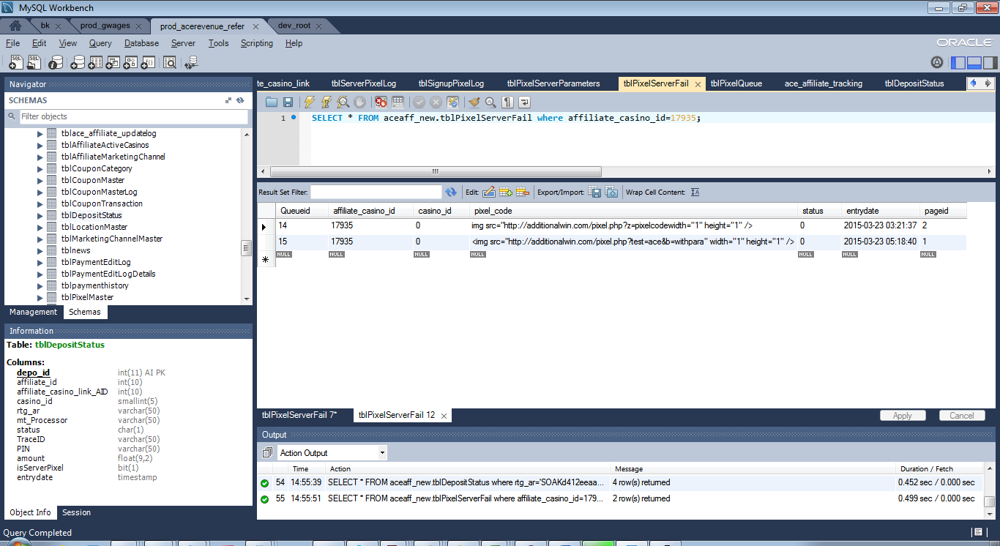 MySQL Workbench
bk prod_gwages prod_acerevenue_refer dev_root
File Edit View Query Database Server Tools Scripting Help
ORACLE
Navigator
SCHEMAS
Filter objects
tblace_affiliate_updatelog
tblAffiliateActiveCasinos
tblAffiliateMarketingChannel
tblCouponCategory
tblCouponMaster
tblCouponMasterLog
tblCouponTransaction
tblDepositStatus
tblLocationMaster
tblMarketingChannelMaster
tblnews
tblPaymentEditLog
tblPaymentEditLogDetails
tblpaymenthistory
tblPixelMaster
Management Schemas
Information
Table: tblDepositStatus
Columns:
depo_id int(11) AI PK
affiliate_id int(10)
affiliate_casino_link_AID int(10)
casino_id smallint(5)
rtg_ar varchar(50)
mt_Processor varchar(50)
status char(1)
TraceID varchar(50)
PIN varchar(50)
amount float(9,2)
isServerPixel bit(1)
entrydate timestamp
Object Info Session
Query Completed
te_casino_link tblServerPixelLog tblSignupPixelLog tblPixelServerParameters tblPixelServerFail tblPixelQueue ace_affiliate_tracking tblDepositStatus
1 SELECT * FROM aceaff_new.tblPixelServerFail where affiliate_casino_id=17935;
Result Set Filter: Edit: Export/Import: Wrap Cell Content:
Queueid affiliate_casino_id casino_id pixel_code status entrydate pageid
14 17935 0 img src="http://additionalwin.com/pixel.php?z=pixelcodewidth="1" height="1" /> 0 2015-03-23 03:21:37 2
15 17935 0 <img src="http://additionalwin.com/pixel.php?test=ace&b=withpara" width="1" height="1" /> 0 2015-03-23 05:18:40 1
NULL NULL NULL NULL NULL NULL NULL
tblPixelServerFail 7* tblPixelServerFail 12 Apply Cancel
Output
Action Output
Time Action Message Duration / Fetch
54 14:55:39 SELECT * FROM aceaff_new.tblDepositStatus where rtg_ar='SOAKd412eeaa... 4 row(s) returned 0.452 sec / 0.000 sec
55 14:55:51 SELECT * FROM aceaff_new.tblPixelServerFail where affiliate_casino_id=179... 2 row(s) returned 0.499 sec / 0.000 sec